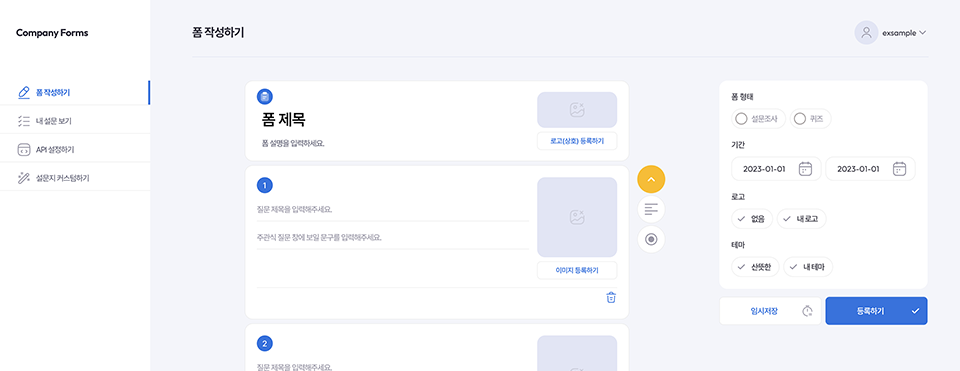 Company Forms
폼 작성하기
내 설문 보기
API 설정하기
설문지 커스텀하기
폼 작성하기
exsample
폼 제목
폼 설명을 입력하세요.
로고(상호) 등록하기
1
질문 제목을 입력해주세요.
주관식 질문 창에 보일 문구를 입력해주세요.
이미지 등록하기
2
질문 제목을 입력해주세요.
폼 형태
설문조사
퀴즈
기간
2023-01-01
2023-01-01
로고
없음
내 로고
테마
산뜻한
내 테마
임시저장
등록하기